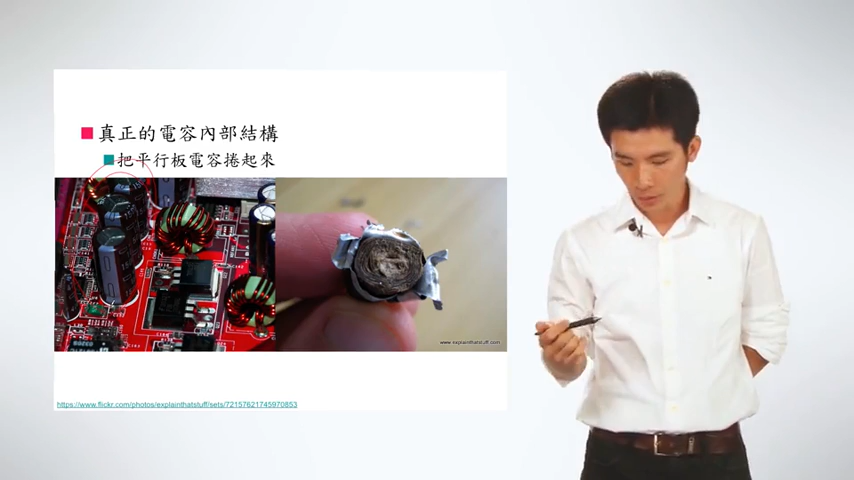 真正的電容內部結構
把平行板電容捲起來
www.explainthatstuff.com
https://www.flickr.com/photos/explainthatstuff/sets/72157621745970853